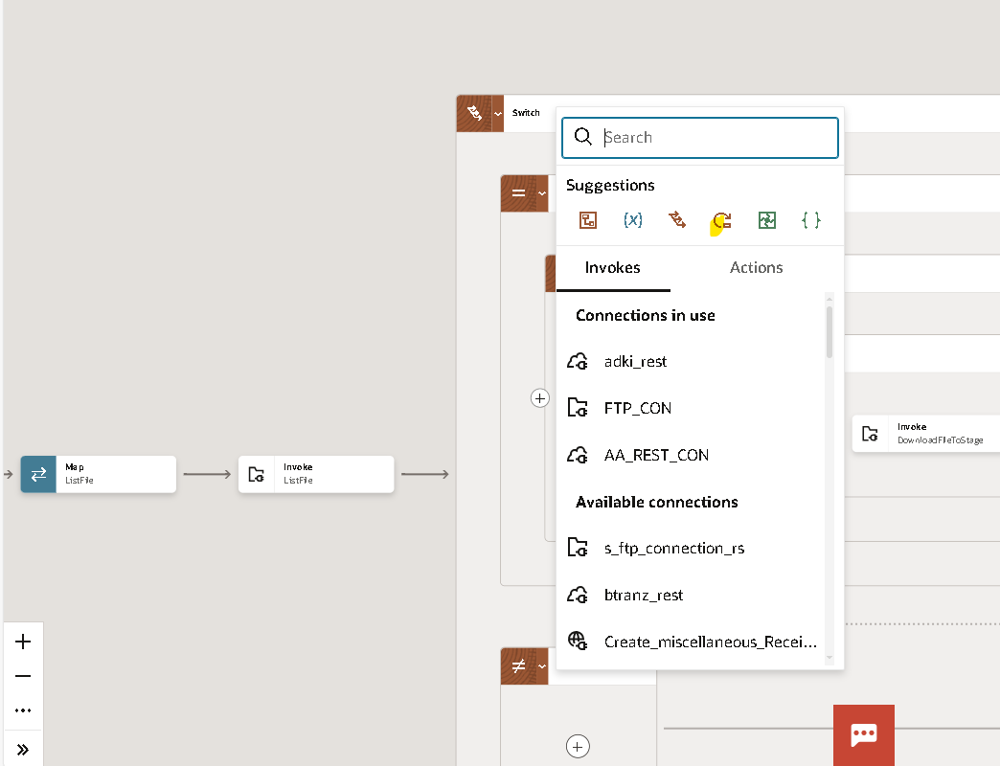 Switch
Search
Suggestions
(x)
{ }
Invokes
Actions
Connections in use
adki_rest
FTP_CON
AA_REST_CON
Available connections
s_ftp_connection_rs
btranz_rest
Create_miscellaneous_Recei...
Map
ListFile
Invoke
ListFile
Invoke
DownloadFileToStage